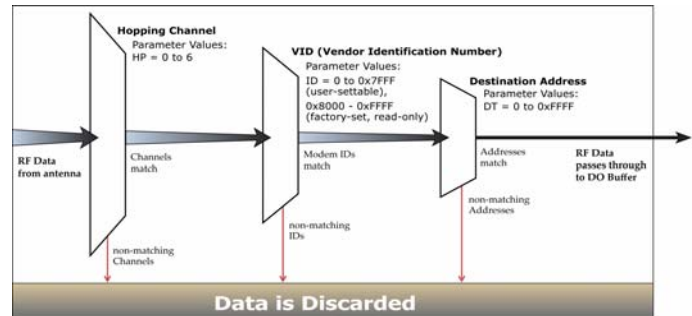 Hopping Channel
Parameter Values:
HP = 0 to 6
VID (Vendor Identification Number)
Parameter Values:
ID = 0 to 0x7FFF
(user-settable),
0x8000 - 0xFFFF
(factory-set, read-only)
Destination Address
Parameter Values:
DT = 0 to 0xFFFF
RF Data
from antenna
Channels
match
Modem IDs
match
Addresses
match
RF Data
passes through
to DO Buffer
non-matching
Channels
non-matching
IDs
non-matching
Addresses
Data is Discarded